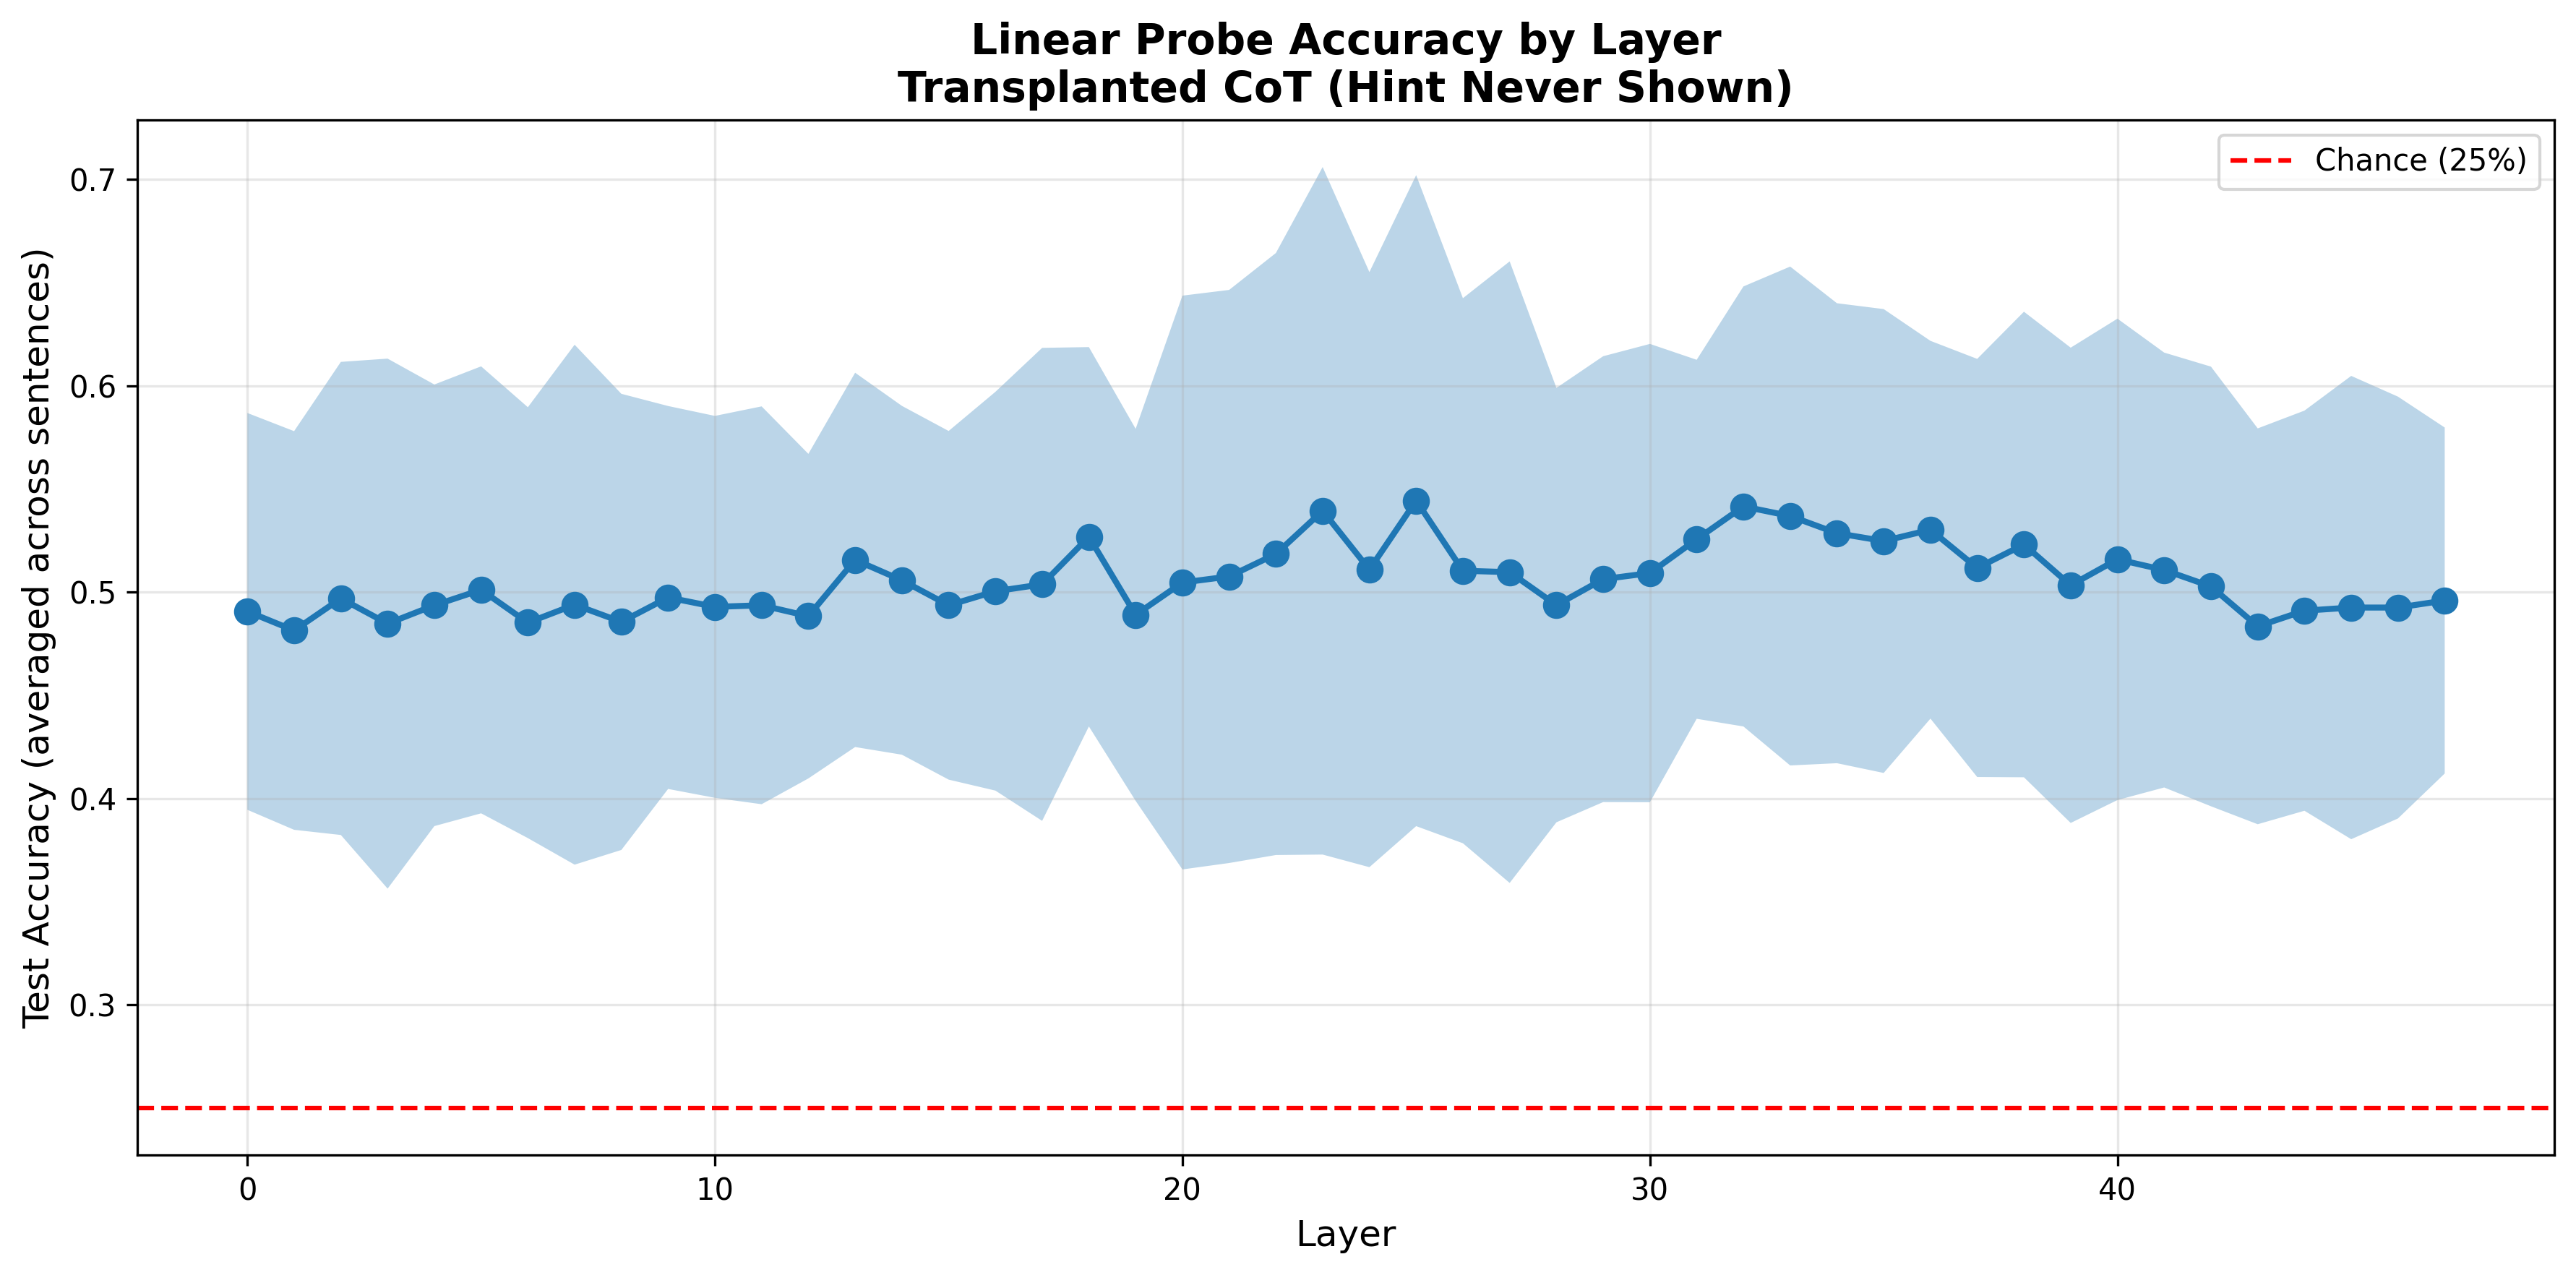 Linear Probe Accuracy by Layer
Transplanted CoT (Hint Never Shown)
Chance (25%)
Test Accuracy (averaged across sentences)
0.7
0.6
0.5
0.4
0.3
0 10 20 30 40
Layer